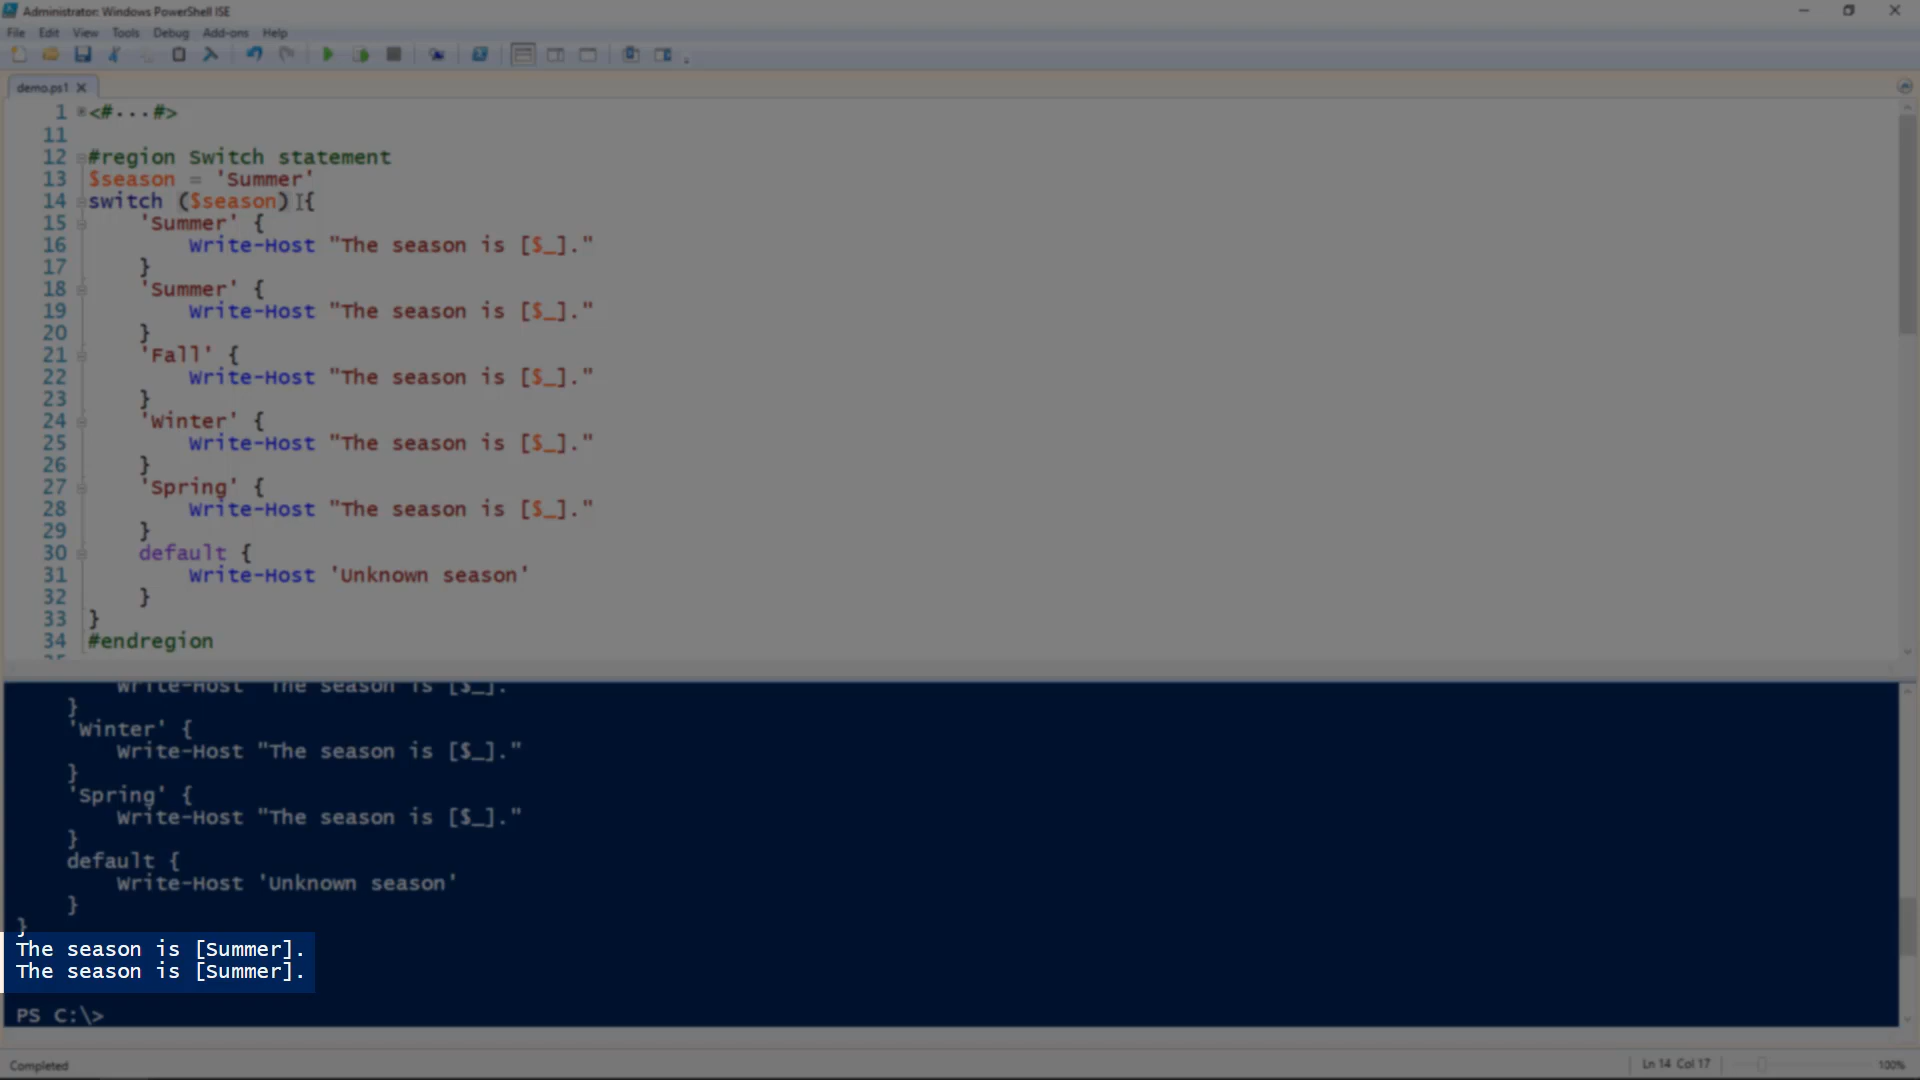 Administrator: Windows PowerShell ISE
File Edit View Tools Debug Add-ons Help
demo.ps1
1 <#...#>
11
12 #region Switch statement
13 $season = 'Summer'
14 switch ($season) {
15     'Summer' {
16         Write-Host "The season is [$_]."
17     }
18     'Summer' {
19         Write-Host "The season is [$_]."
20     }
21     'Fall' {
22         Write-Host "The season is [$_]."
23     }
24     'Winter' {
25         Write-Host "The season is [$_]."
26     }
27     'Spring' {
28         Write-Host "The season is [$_]."
29     }
30     default {
31         Write-Host 'Unknown season'
32     }
33 }
34 #endregion
35
Write-Host "The season is [$_]."
    }
    'Winter' {
        Write-Host "The season is [$_]."
    }
    'Spring' {
        Write-Host "The season is [$_]."
    }
    default {
        Write-Host 'Unknown season'
    }
}
The season is [Summer].
The season is [Summer].
PS C:\>
Completed
Ln 14 Col 17
100%